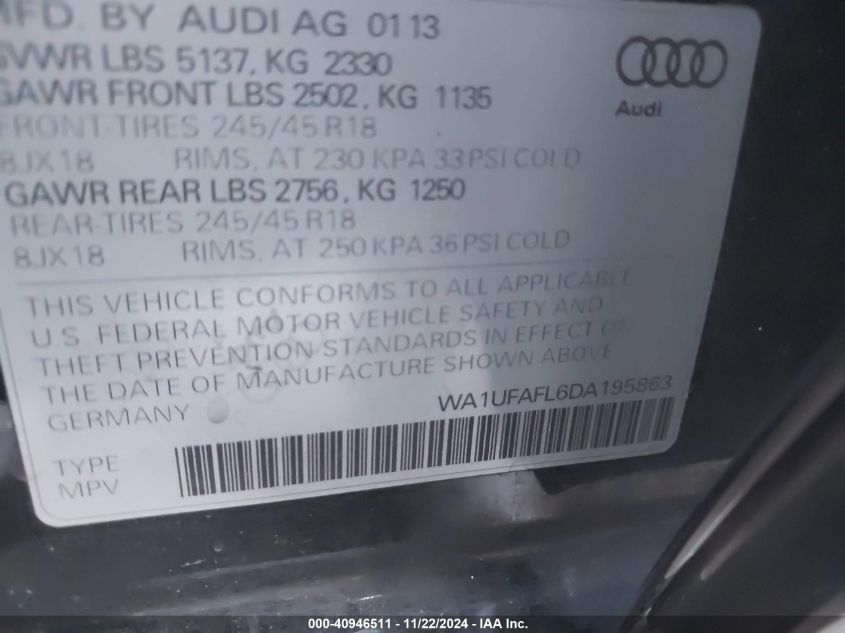 MFD. BY AUDI AG 01 13
GVWR LBS 5137, KG 2330
GAWR FRONT LBS 2502, KG 1135
FRONT-TIRES 245/45 R18
8JX18 RIMS, AT 230 KPA 33 PSI COLD
GAWR REAR LBS 2756, KG 1250
REAR-TIRES 245/45 R18
8JX18 RIMS, AT 250 KPA 36 PSI COLD
Audi
THIS VEHICLE CONFORMS TO ALL APPLICABLE
U.S. FEDERAL MOTOR VEHICLE SAFETY AND
THEFT PREVENTION STANDARDS IN EFFECT ON
THE DATE OF MANUFACTURE SHOWN ABOVE
GERMANY WA1UFAFL6DA195863
TYPE
MPV
000-40946511 - 11/22/2024 - IAA Inc.